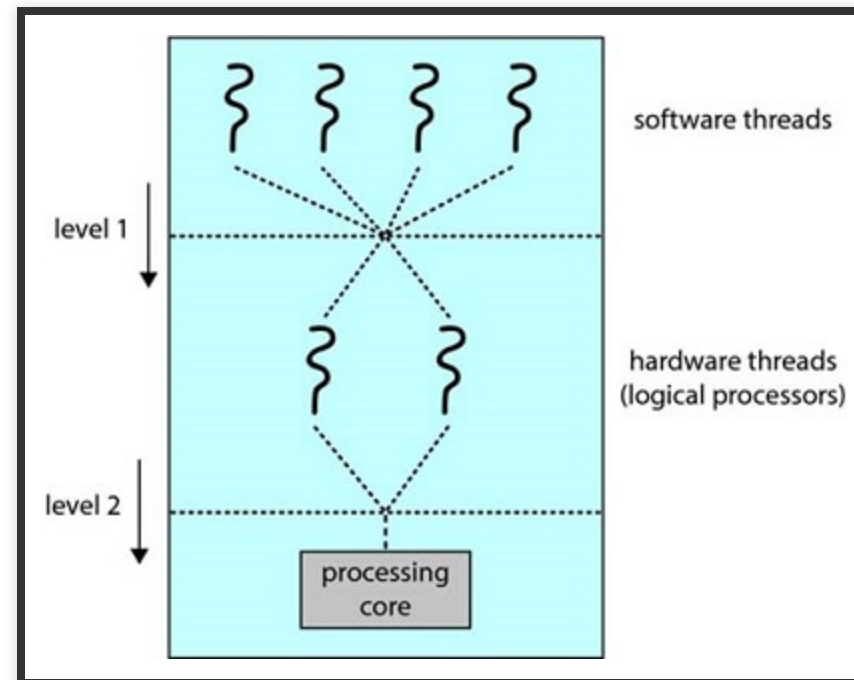 software threads
level 1
hardware threads
(logical processors)
level 2
processing
core